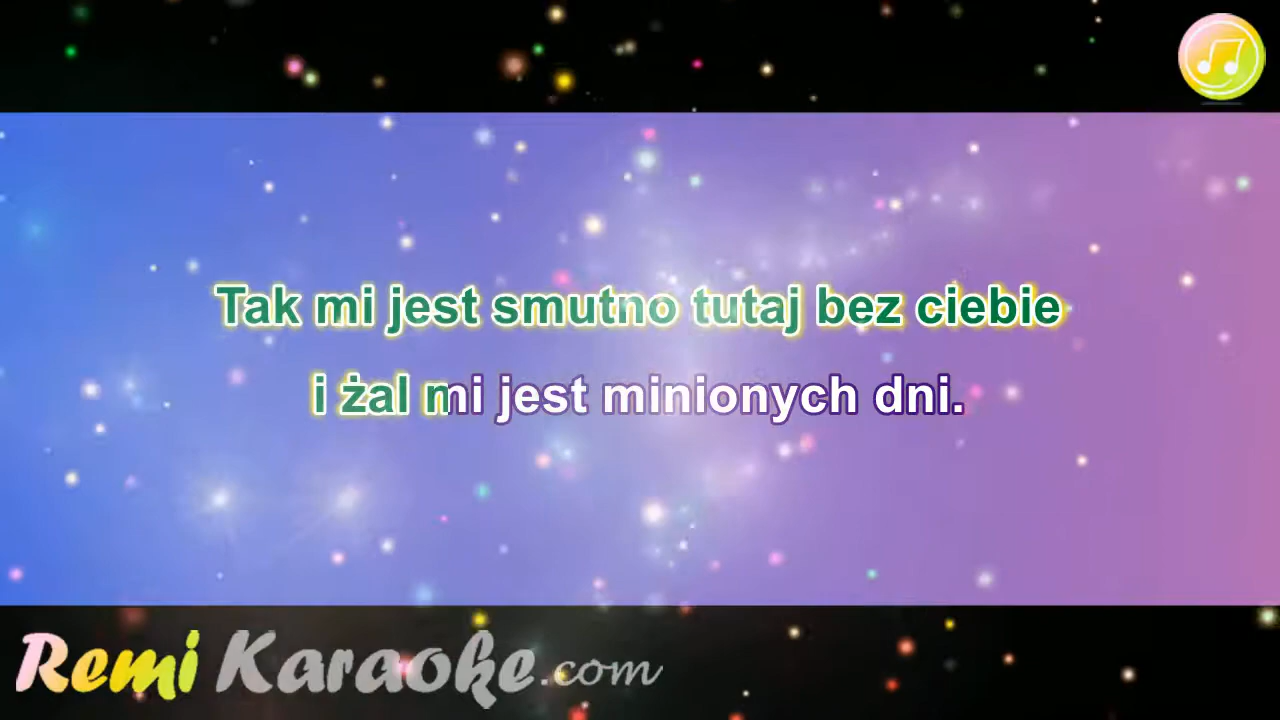 Tak mi jest smutno tutaj bez ciebie
i żal mi jest minionych dni.
Remi Karaoke.com